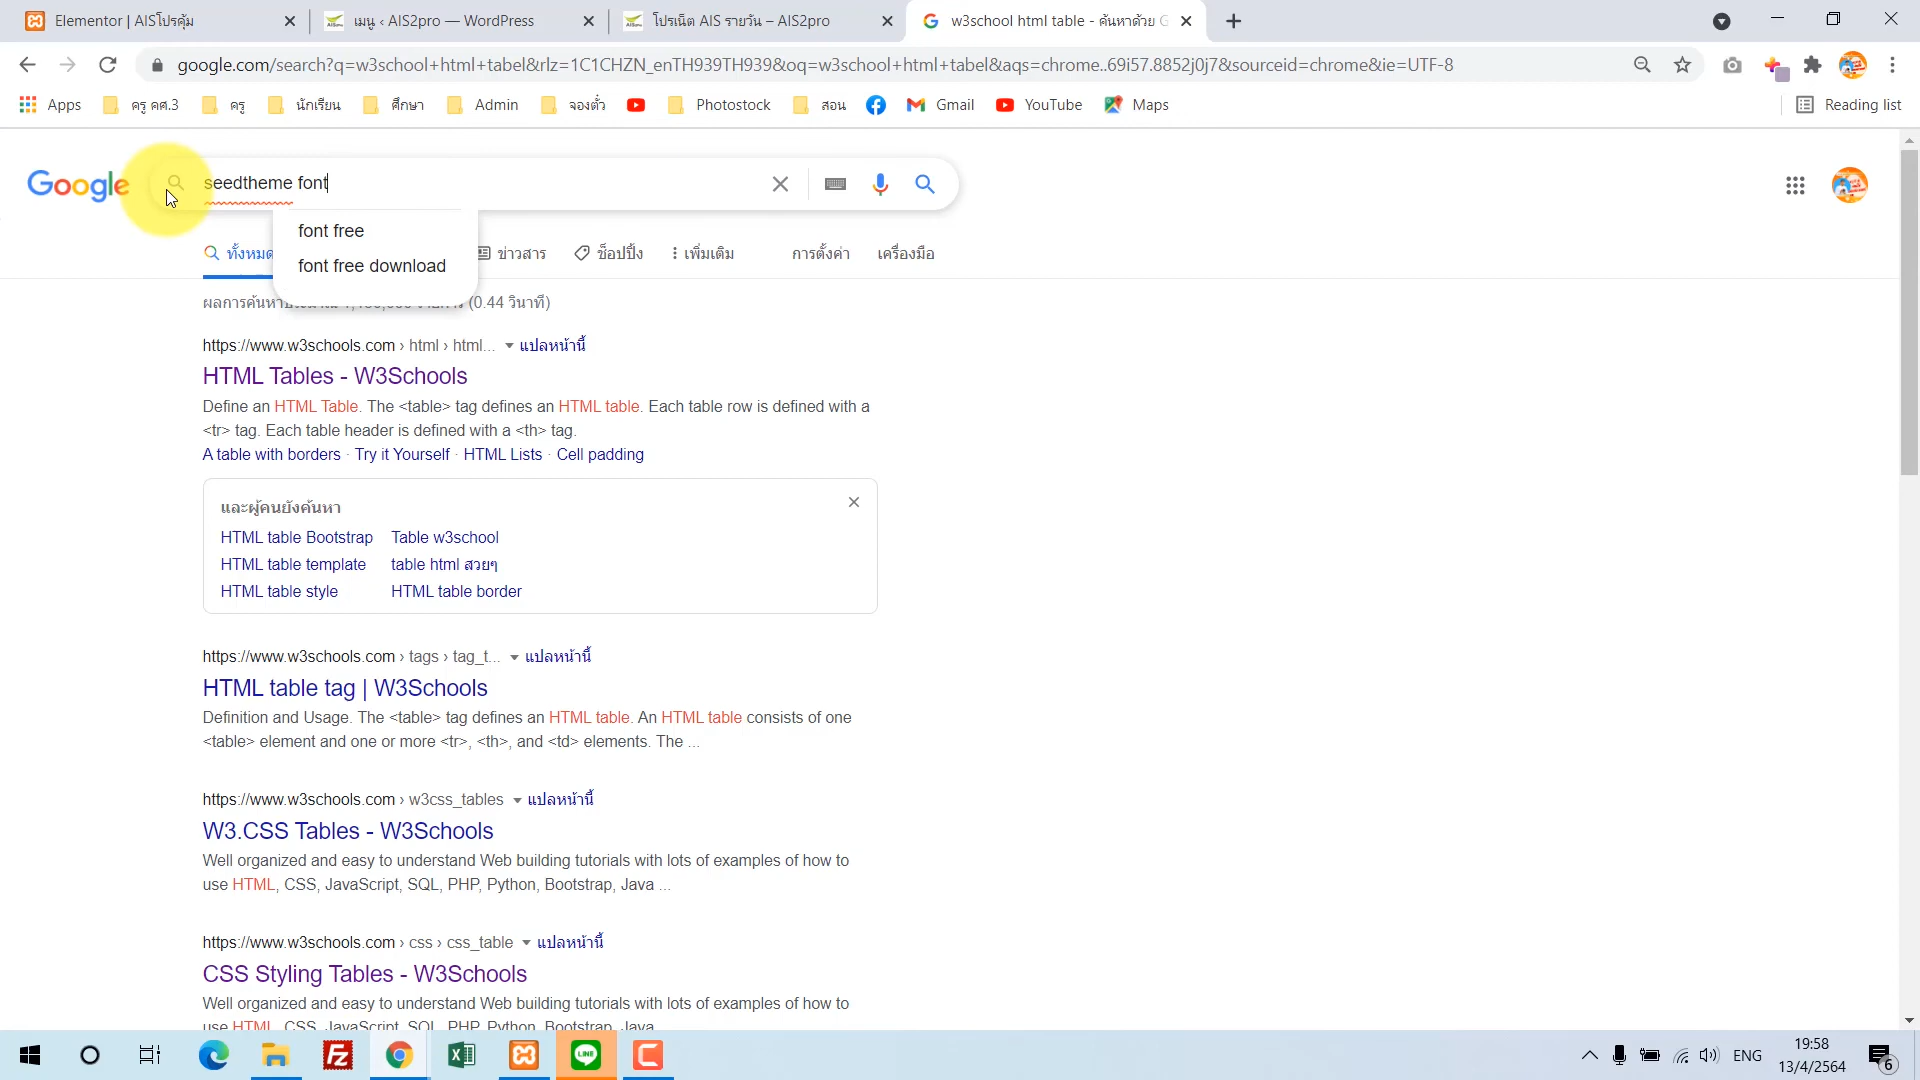 Elementor | AISโปรคุ้ม
เมนู ‹ AIS2pro — WordPress
โปรเน็ต AIS รายวัน – AIS2pro
w3school html table - ค้นหาด้วย G
google.com/search?q=w3school+html+tabel&rlz=1C1CHZN_enTH939TH939&oq=w3school+html+tabel&aqs=chrome..69i57.8852j0j7&sourceid=chrome&ie=UTF-8
Apps
ครู คศ.3
ครู
นักเรียน
ศึกษา
Admin
จองตั๋ว
Photostock
สอน
Gmail
YouTube
Maps
Reading list
Google
seedtheme font
font free
font free download
ทั้งหมด
ข่าวสาร
ช็อปปิ้ง
เพิ่มเติม
การตั้งค่า
เครื่องมือ
(0.44 วินาที)
https://www.w3schools.com › html › html... แปลหน้านี้
HTML Tables - W3Schools
Define an HTML Table. The <table> tag defines an HTML table. Each table row is defined with a
<tr> tag. Each table header is defined with a <th> tag.
A table with borders · Try it Yourself · HTML Lists · Cell padding
และผู้คนยังค้นหา
HTML table Bootstrap
Table w3school
HTML table template
table html สวยๆ
HTML table style
HTML table border
https://www.w3schools.com › tags › tag_t... แปลหน้านี้
HTML table tag | W3Schools
Definition and Usage. The <table> tag defines an HTML table. An HTML table consists of one
<table> element and one or more <tr>, <th>, and <td> elements. The ...
https://www.w3schools.com › w3css_tables แปลหน้านี้
W3.CSS Tables - W3Schools
Well organized and easy to understand Web building tutorials with lots of examples of how to
use HTML, CSS, JavaScript, SQL, PHP, Python, Bootstrap, Java ...
https://www.w3schools.com › css › css_table แปลหน้านี้
CSS Styling Tables - W3Schools
Well organized and easy to understand Web building tutorials with lots of examples of how to
use HTML, CSS, JavaScript, SQL, PHP, Python, Bootstrap, Java
ENG
19:58
13/4/2564
6